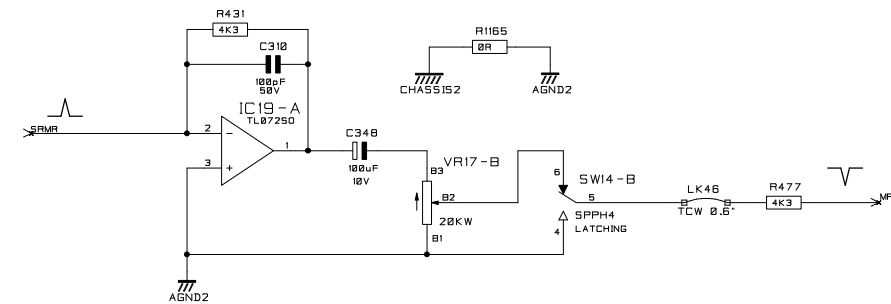 R431
4K3
C310
100pF
50V
R1165
0R
CHASSIS2
AGND2
IC19-A
TL072SO
SRMR
2
3
1
C348
100uF
10V
VR17-B
B3
B2
20KW
B1
6
SW14-B
5
SPPH4
4
LATCHING
LK46
TCW 0.6"
R477
4K3
AGND2